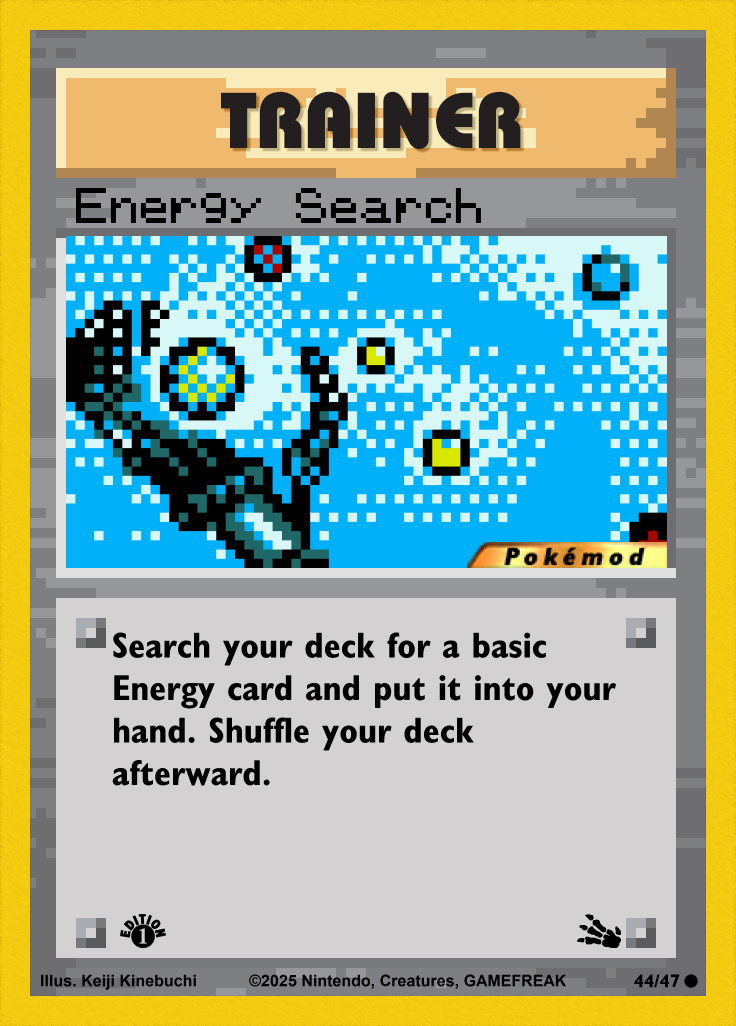 TRAINER
Energy Search
Pokémod
Search your deck for a basic
Energy card and put it into your
hand. Shuffle your deck
afterward.
EDITION
1
Illus. Keiji Kinebuchi ©2025 Nintendo, Creatures, GAMEFREAK 44/47